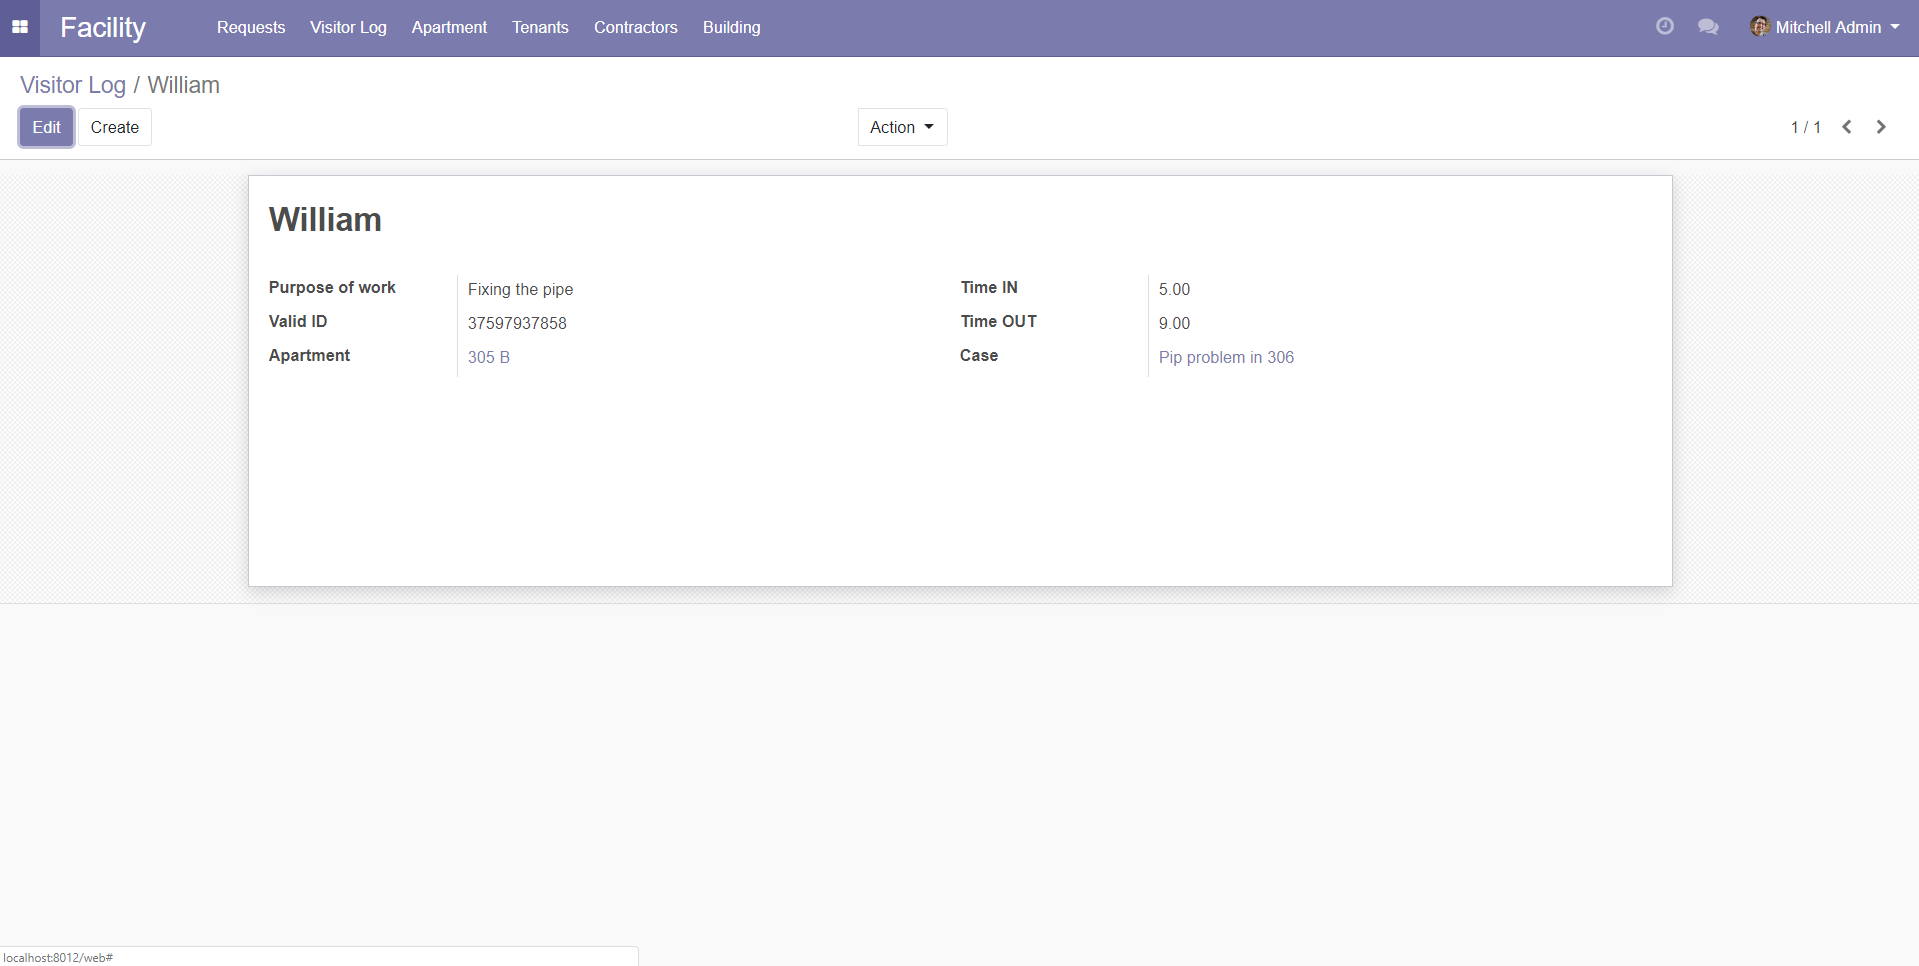 Facility
Requests Visitor Log Apartment Tenants Contractors Building
Mitchell Admin
Visitor Log / William
Edit Create
Action
1 / 1
William
Purpose of work Fixing the pipe
Valid ID 37597937858
Apartment 305 B
Time IN 5.00
Time OUT 9.00
Case Pip problem in 306
localhost:8012/web#